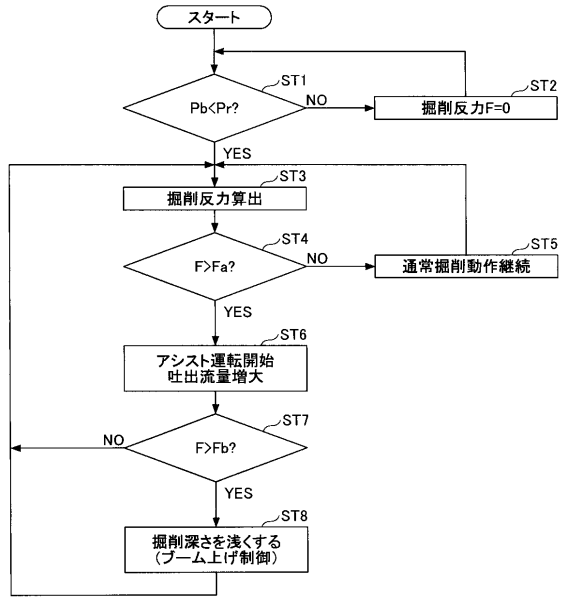 スタート
ST1
Pb<Pr?
NO
ST2
掘削反力F=0
YES
ST3
掘削反力算出
ST4
F>Fa?
NO
ST5
通常掘削動作継続
YES
ST6
アシスト運転開始
吐出流量増大
ST7
F>Fb?
NO
YES
ST8
掘削深さを浅くする
(ブーム上げ制御)